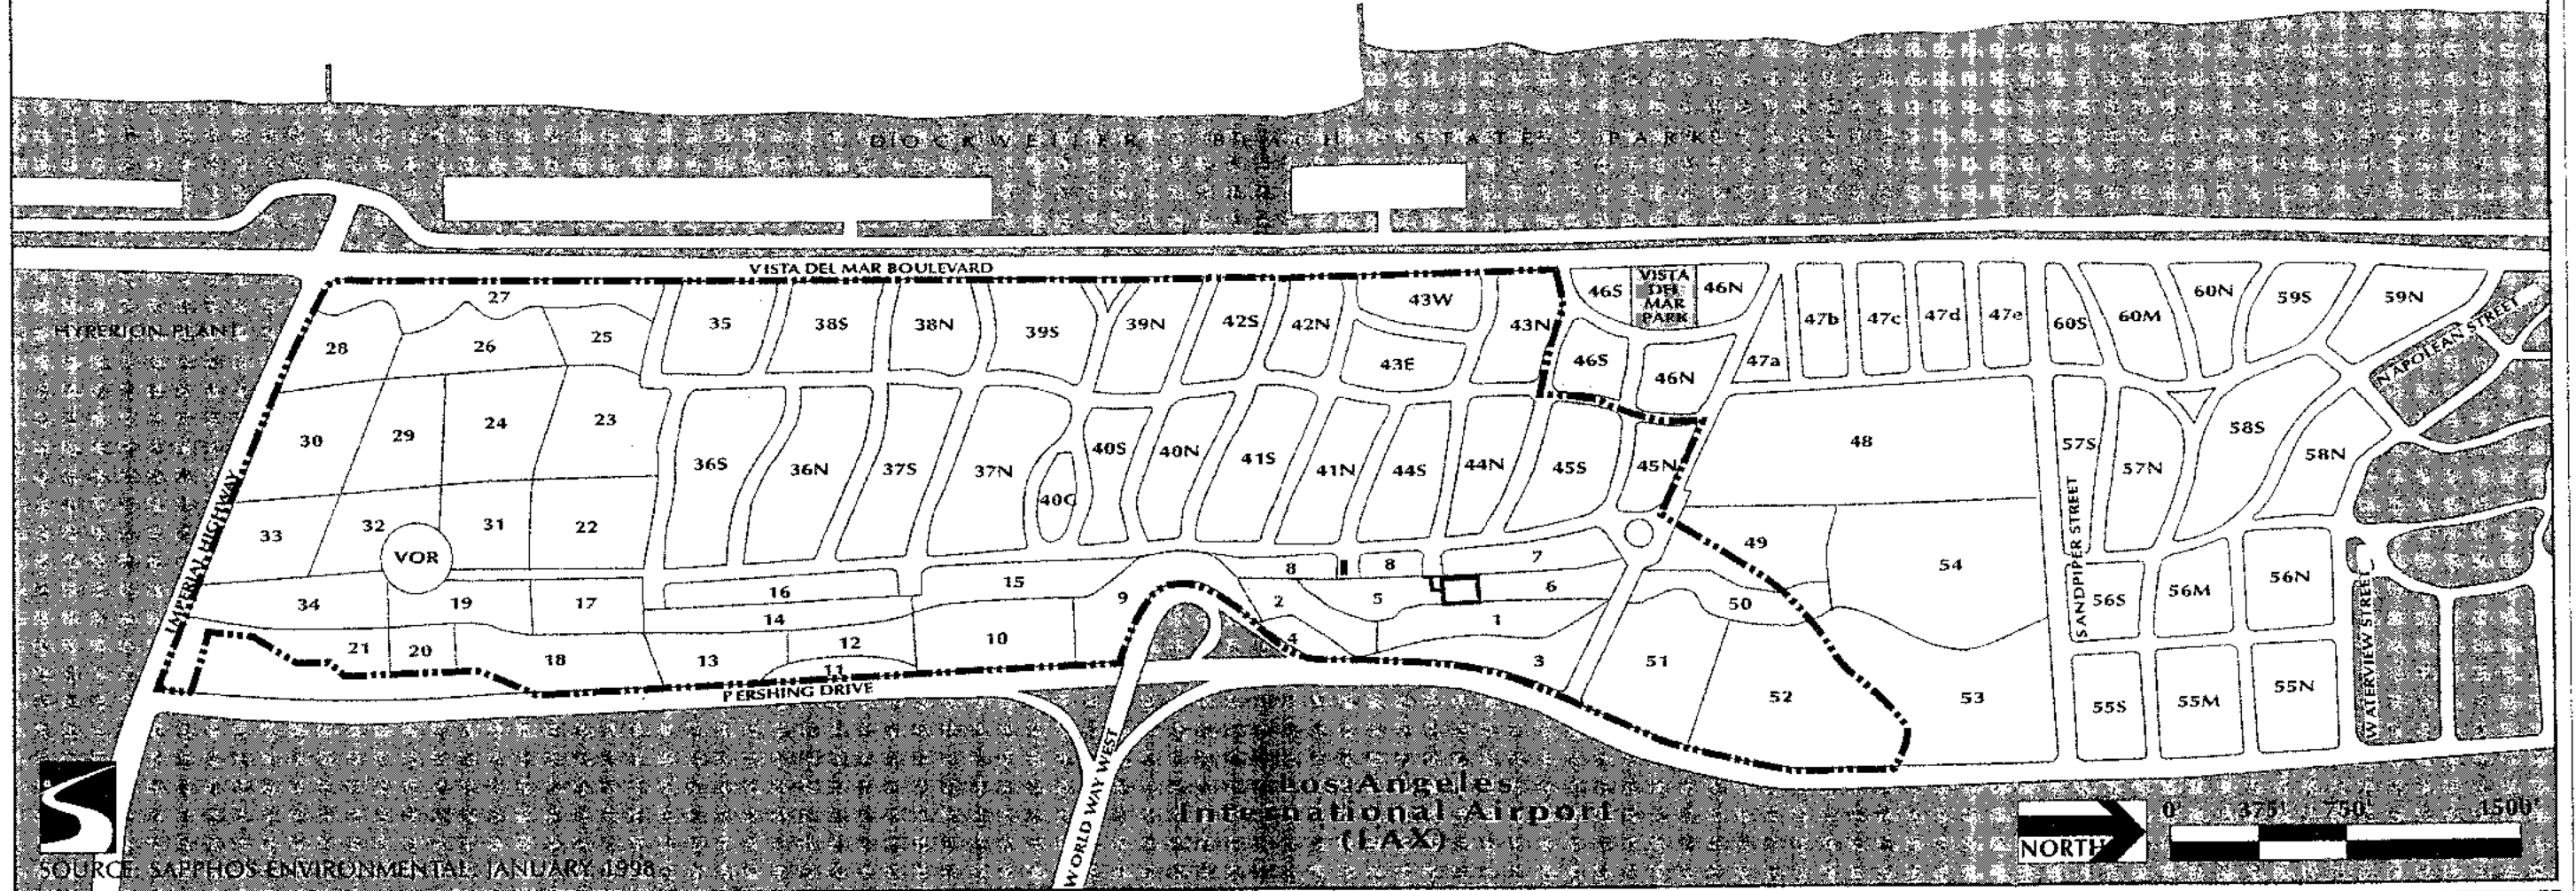 DOCKWEILER BEACH STATE PARK
VISTA DEL MAR BOULEVARD
HYPERION PLANT
IMPERIAL HIGHWAY
27
28
26
25
35
38S
38N
39S
39N
42S
42N
43W
43E
43N
46S
VISTA
DEL
MAR
PARK
46N
46S
46N
47a
47b
47c
47d
47e
60S
60M
60N
59S
59N
NAPOLEAN STREET
30
29
24
23
36S
36N
37S
37N
40C
40S
40N
41S
41N
44S
44N
45S
45N
48
57S
57N
58S
58N
SANDPIPER STREET
33
32
31
22
VOR
34
19
17
16
15
14
9
8
8
7
2
5
6
1
4
3
49
50
54
56S
56M
56N
WATERVIEW STREET
21
20
18
13
12
11
10
51
52
53
55S
55M
55N
PERSHING DRIVE
WORLD WAY WEST
Los Angeles
International Airport
(LAX)
NORTH
0' 375' 750' 1500'
SOURCE: SAPPHOS ENVIRONMENTAL, JANUARY 1998